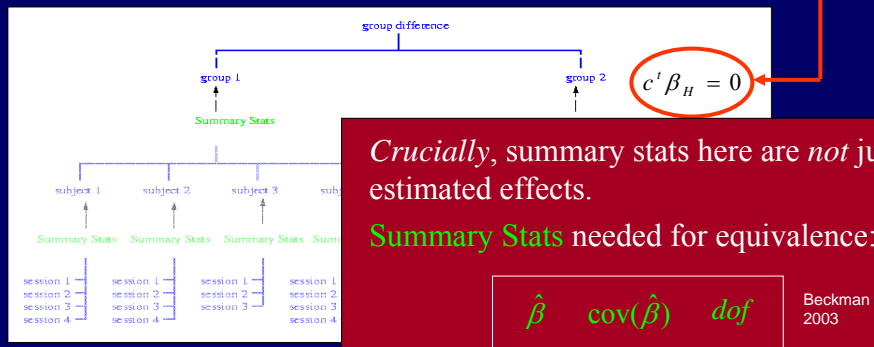 group difference
group 1
group 2
c^t β_H = 0
Summary Stats
subject 1 subject 2 subject 3
Summary Stats Summary Stats Summary Stats
session 1 session 1 session 1 session 1
session 2 session 2 session 2 session 2
session 3 session 3 session 3 session 3
session 4 session 4 session 4
Crucially, summary stats here are not
estimated effects.
Summary Stats needed for equivalence:
β̂ cov(β̂) dof
Beckman
2003